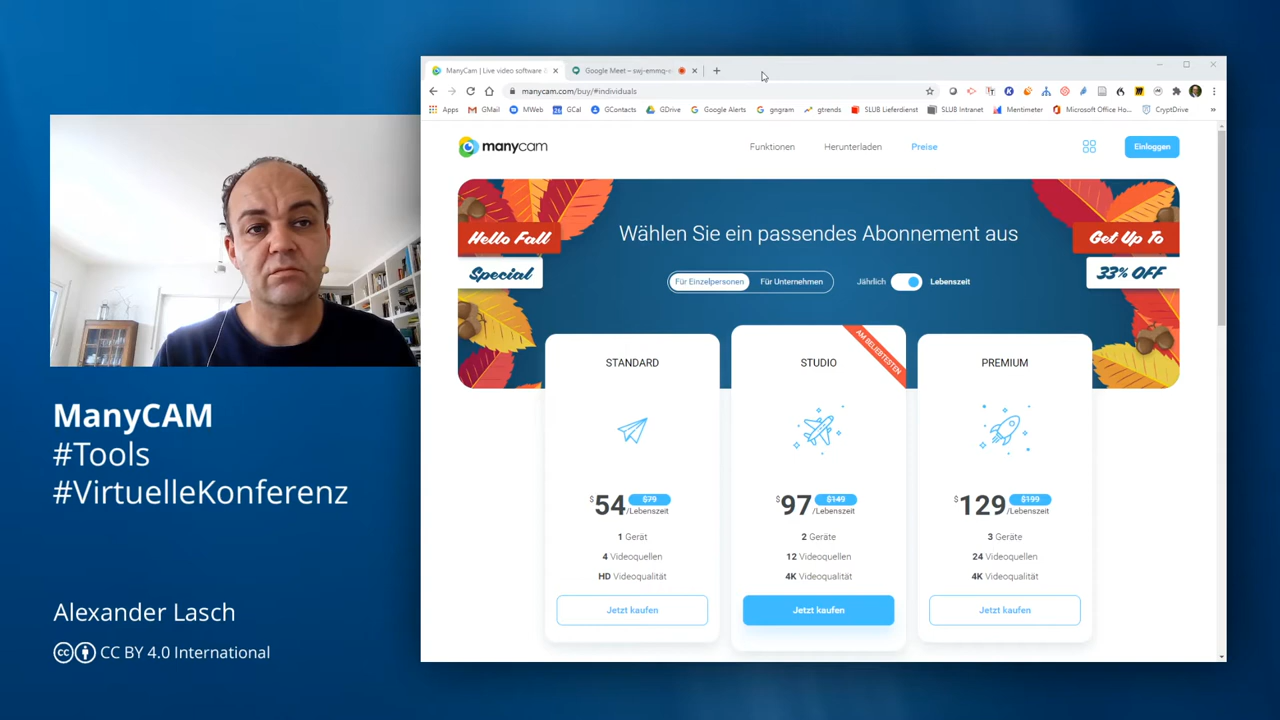 ManyCam | Live video software &
Google Meet – swj-emmq-
manycam.com/buy/#individuals
Apps GMail MWeb GCal GContacts GDrive Google Alerts gngram gtrends SLUB Lieferdienst SLUB Intranet Mentimeter Microsoft Office Ho... CryptDrive »
manycam
Funktionen Herunterladen Preise
Einloggen
Hello Fall
Special
Wählen Sie ein passendes Abonnement aus
Get Up To
33% OFF
Für Einzelpersonen Für Unternehmen Jährlich Lebenszeit
AM BELIEBTESTEN
STANDARD
$54 $79
/Lebenszeit
1 Gerät
4 Videoquellen
HD Videoqualität
Jetzt kaufen
STUDIO
$97 $149
/Lebenszeit
2 Geräte
12 Videoquellen
4K Videoqualität
Jetzt kaufen
PREMIUM
$129 $199
/Lebenszeit
3 Geräte
24 Videoquellen
4K Videoqualität
Jetzt kaufen
ManyCAM
#Tools
#VirtuelleKonferenz
Alexander Lasch
CC BY 4.0 International